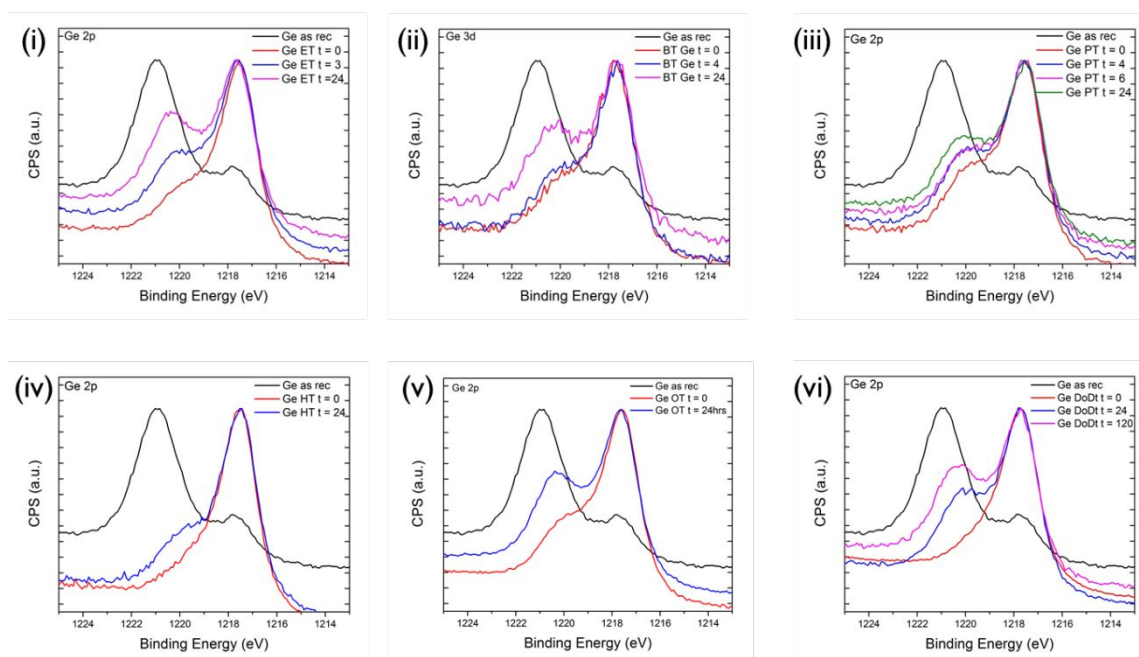 (i)
Ge 2p
Ge as rec
Ge ET t = 0
Ge ET t = 3
Ge ET t = 24
CPS (a.u.)
1224 1222 1220 1218 1216 1214
Binding Energy (eV)
(ii)
Ge 3d
Ge as rec
BT Ge t = 0
BT Ge t = 4
BT Ge t = 24
CPS (a.u.)
1224 1222 1220 1218 1216 1214
Binding Energy (eV)
(iii)
Ge 2p
Ge as rec
Ge PT t = 0
Ge PT t = 4
Ge PT t = 6
Ge PT t = 24
CPS (a.u.)
1224 1222 1220 1218 1216 1214
Binding Energy (eV)
(iv)
Ge 2p
Ge as rec
Ge HT t = 0
Ge HT t = 24
CPS (a.u.)
1224 1222 1220 1218 1216 1214
Binding Energy (eV)
(v)
Ge 2p
Ge as rec
Ge OT t = 0
Ge OT t = 24hrs
CPS (a.u.)
1224 1222 1220 1218 1216 1214
Binding Energy (eV)
(vi)
Ge 2p
Ge as rec
Ge DoDt t = 0
Ge DoDt t = 24
Ge DoDt t = 120
CPS (a.u.)
1224 1222 1220 1218 1216 1214
Binding Energy (eV)